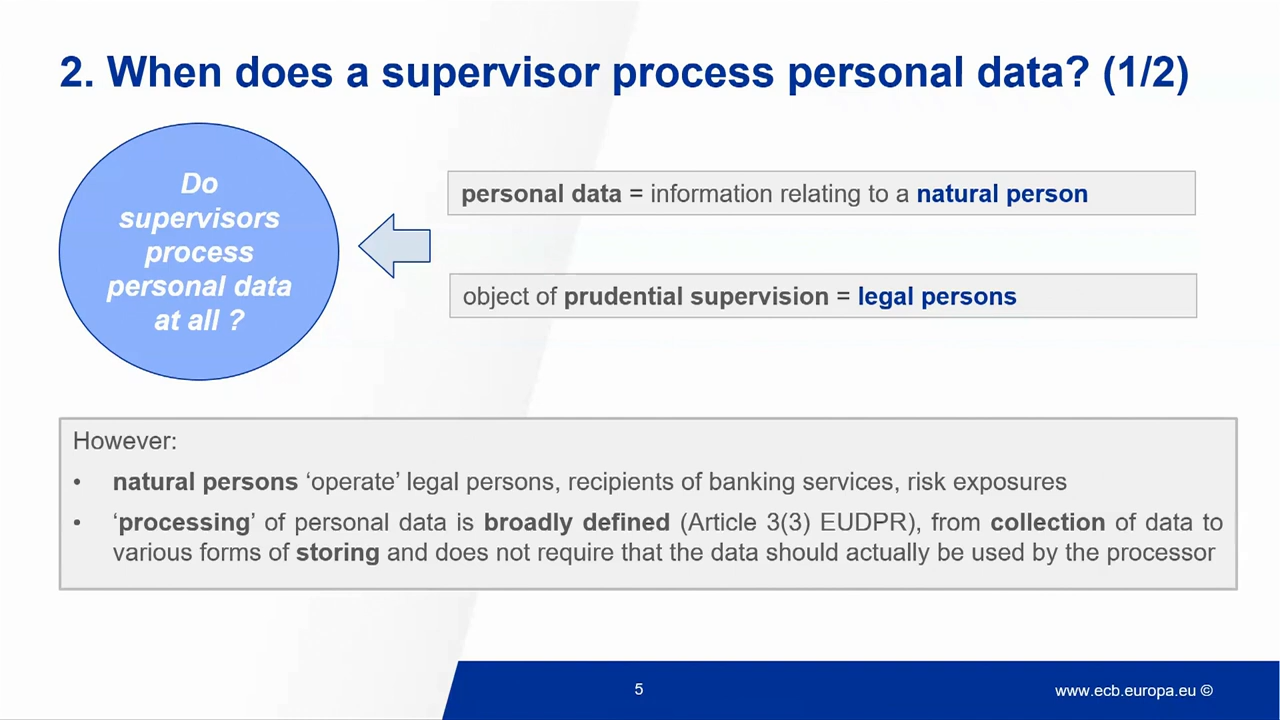 2. When does a supervisor process personal data? (1/2)
Do
supervisors
process
personal data
at all ?
personal data = information relating to a natural person
object of prudential supervision = legal persons
However:
• natural persons ‘operate’ legal persons, recipients of banking services, risk exposures
• ‘processing’ of personal data is broadly defined (Article 3(3) EUDPR), from collection of data to
various forms of storing and does not require that the data should actually be used by the processor
5
www.ecb.europa.eu ©